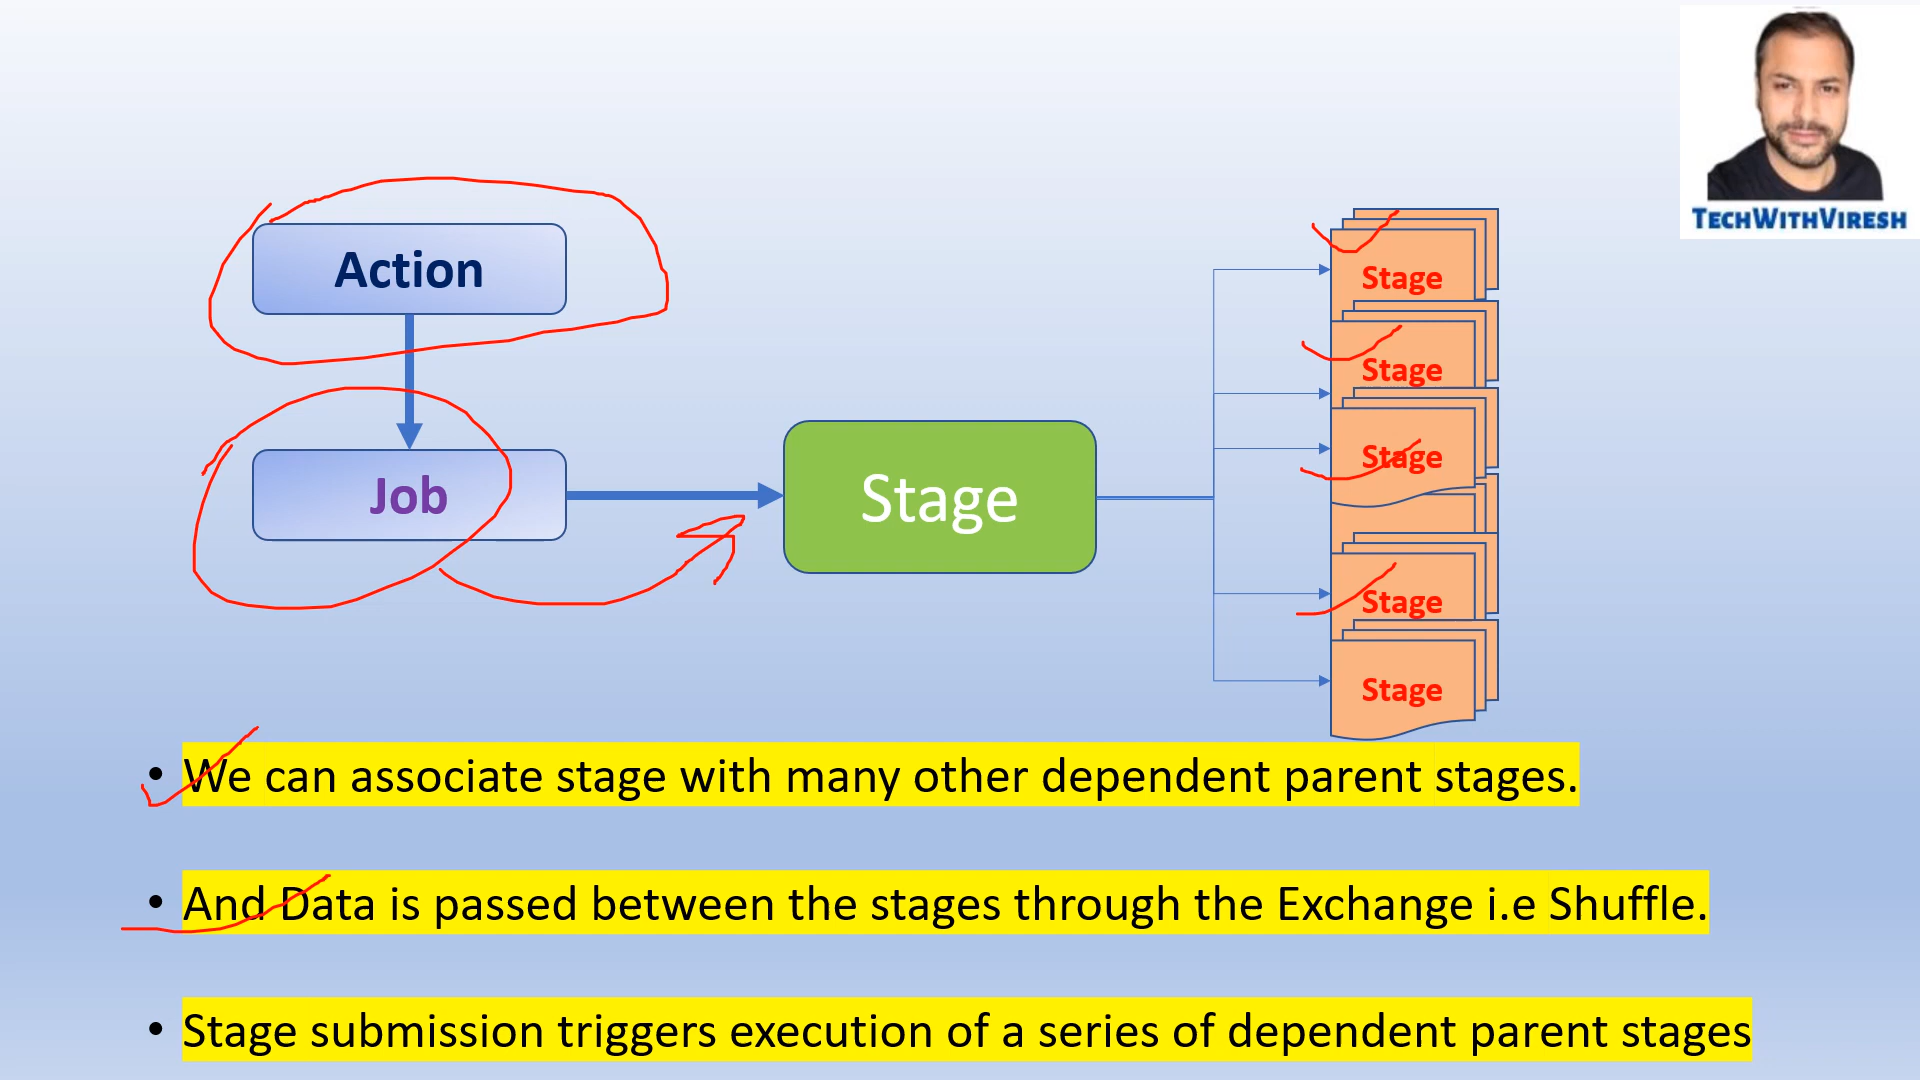 TECHWITHVIRESH
Action
Job
Stage
Stage
Stage
Stage
Stage
Stage
• We can associate stage with many other dependent parent stages.
• And Data is passed between the stages through the Exchange i.e Shuffle.
• Stage submission triggers execution of a series of dependent parent stages